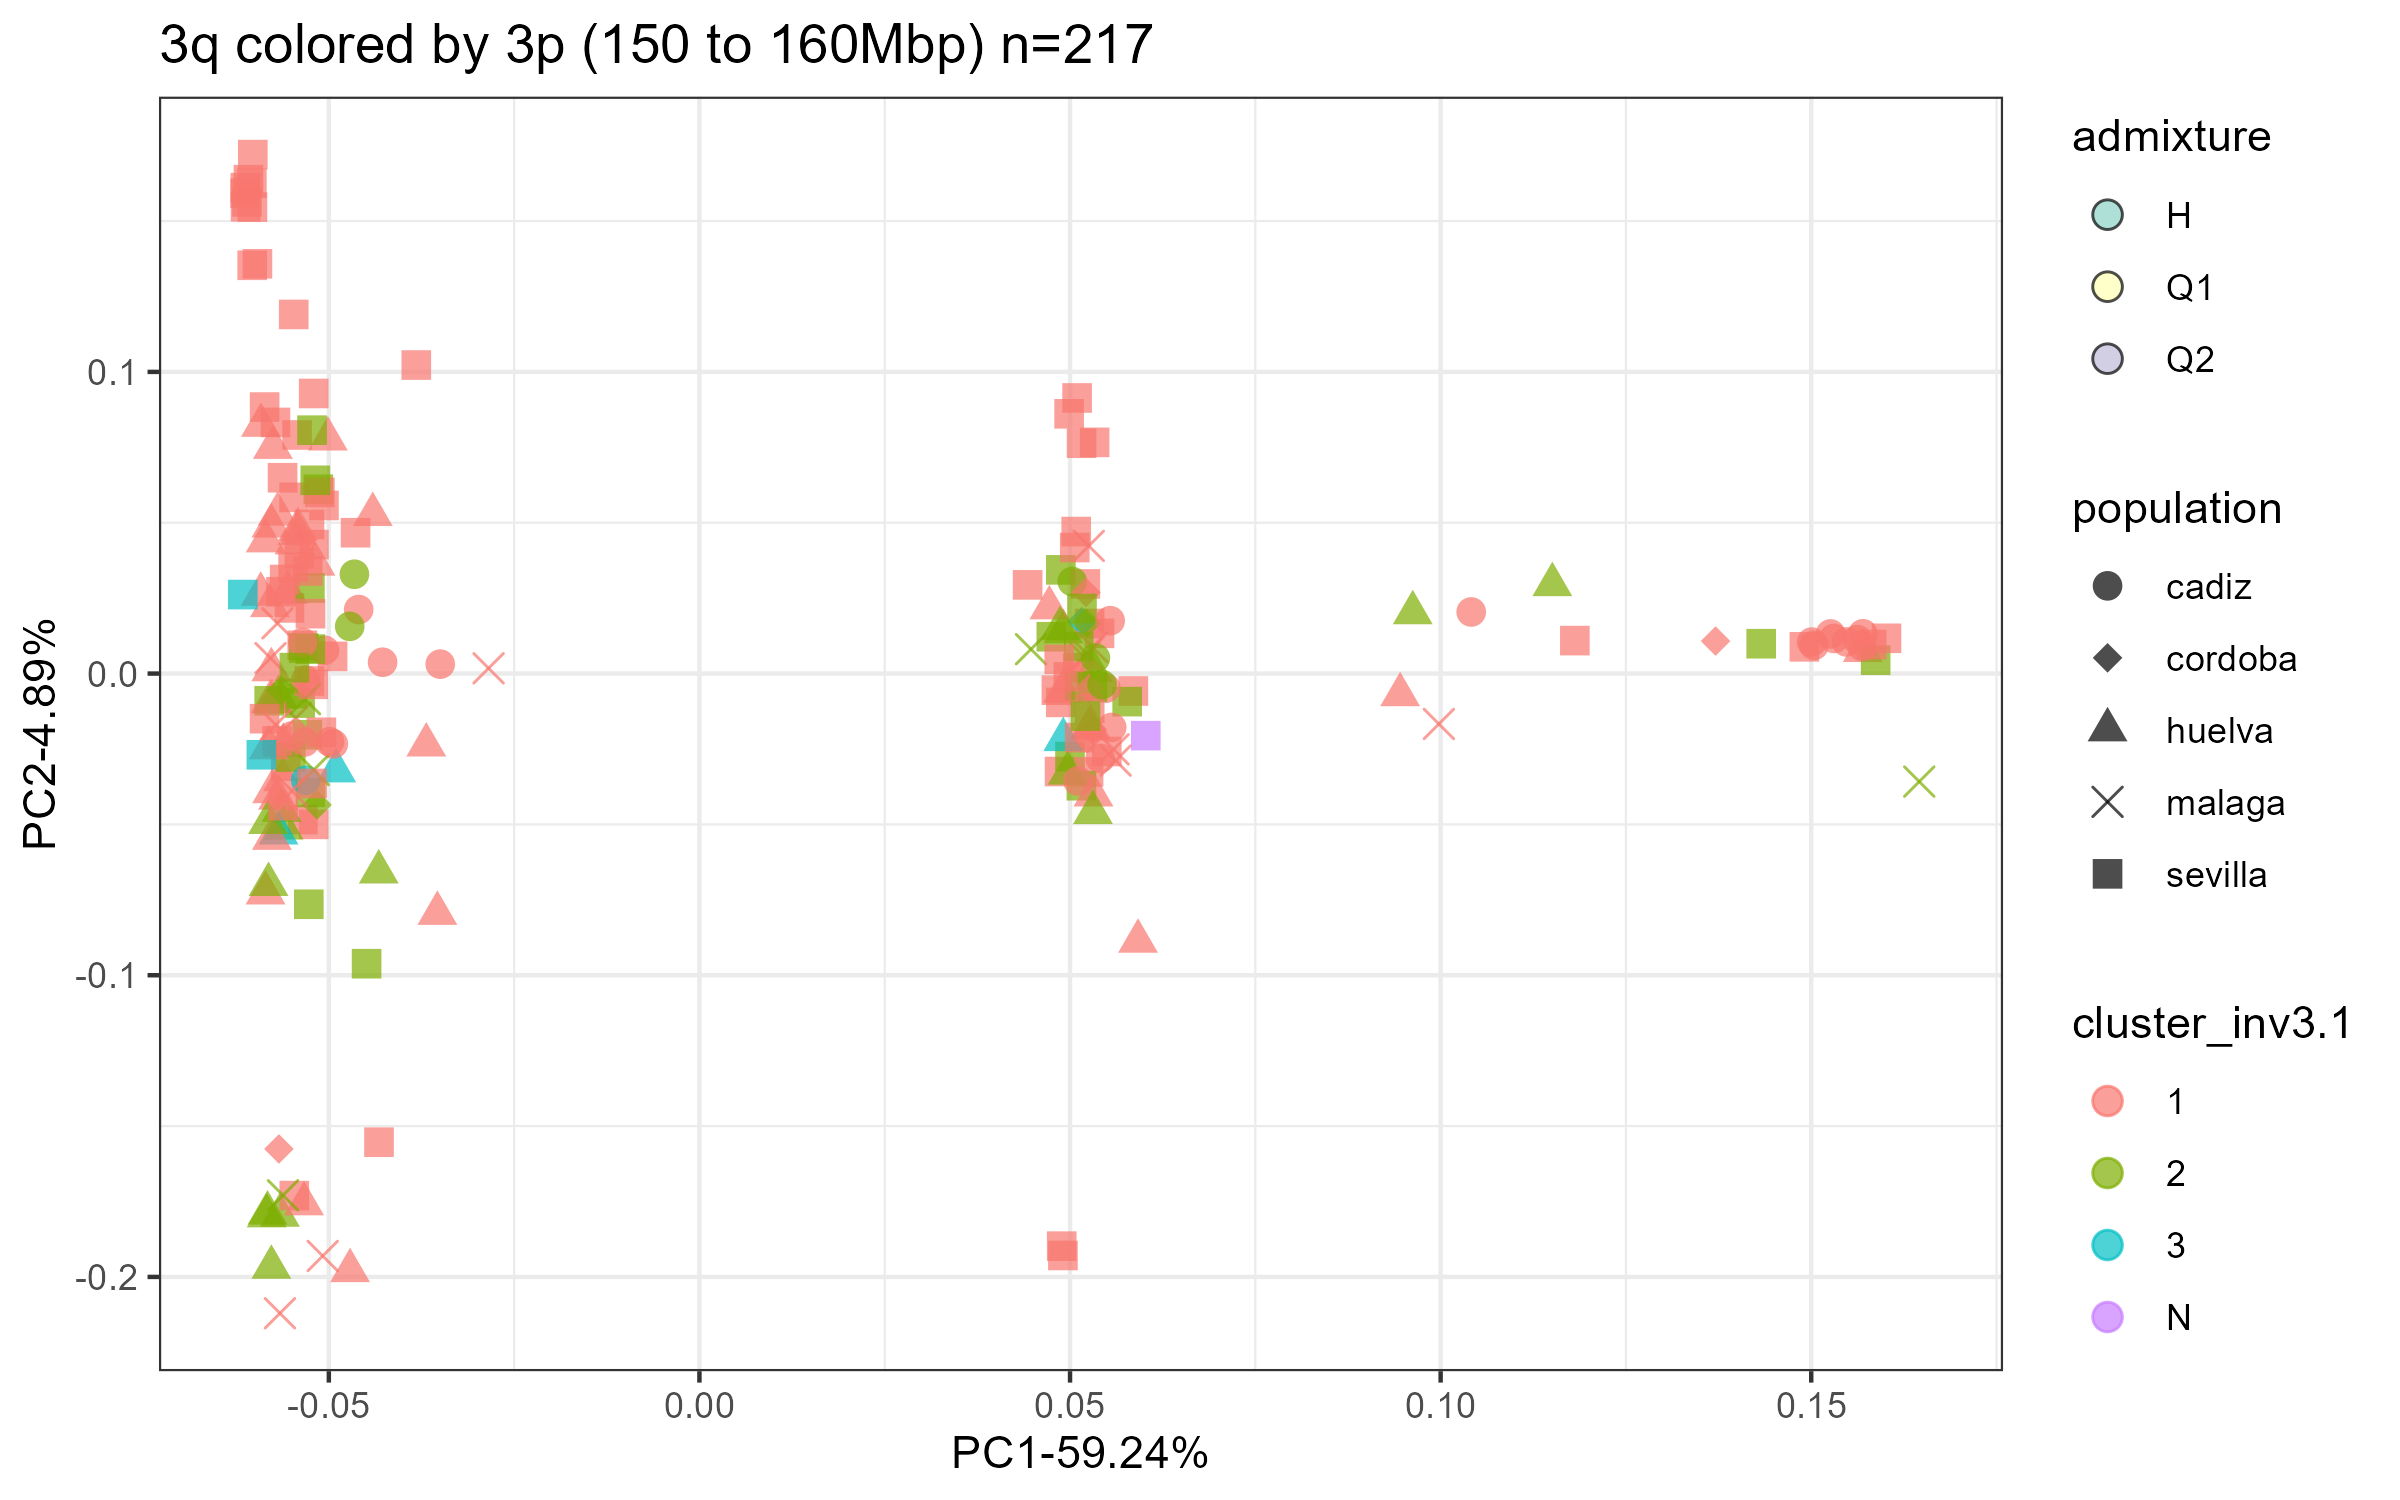 3q colored by 3p (150 to 160Mbp) n=217
PC2-4.89%
0.1
0.0
-0.1
-0.2
-0.05
0.00
0.05
0.10
0.15
PC1-59.24%
admixture
H
Q1
Q2
population
cadiz
cordoba
huelva
malaga
sevilla
cluster_inv3.1
1
2
3
N